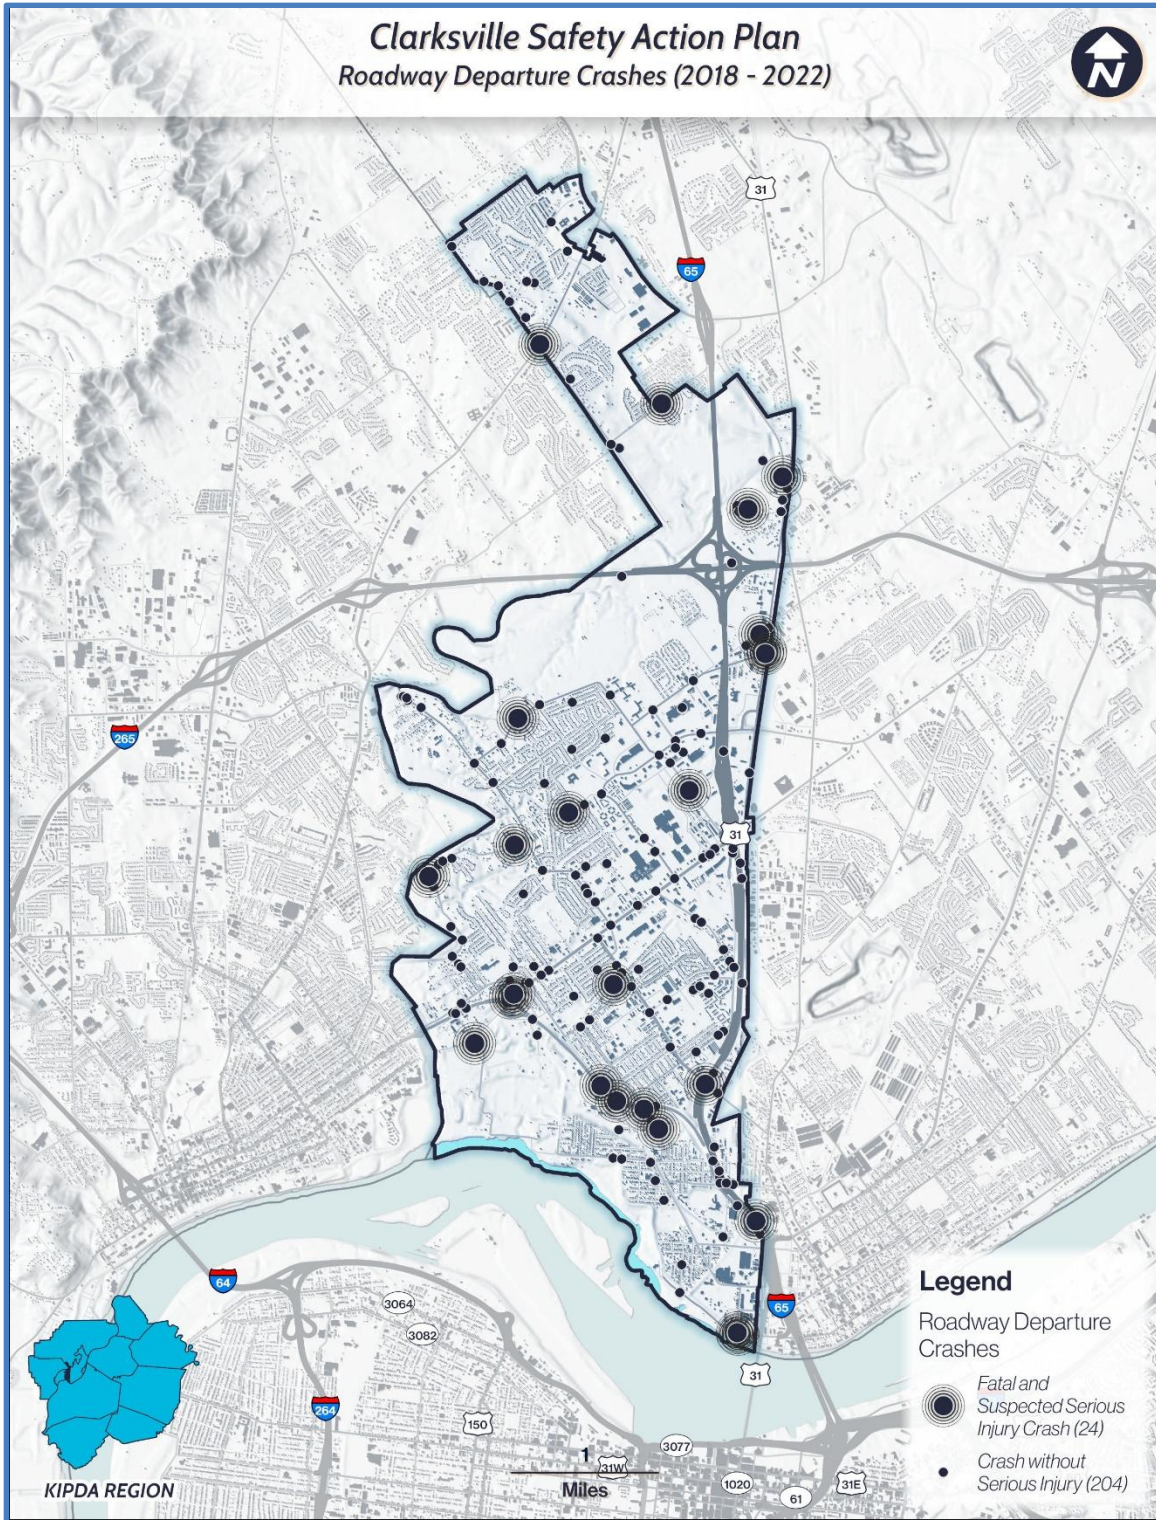 Clarksville Safety Action Plan
Roadway Departure Crashes (2018 - 2022)
N
31
65
265
31
64
3064
3082
65
31
264
150
3077
31W
1020
61
31E
1
Miles
KIPDA REGION
Legend
Roadway Departure
Crashes
Fatal and
Suspected Serious
Injury Crash (24)
Crash without
Serious Injury (204)